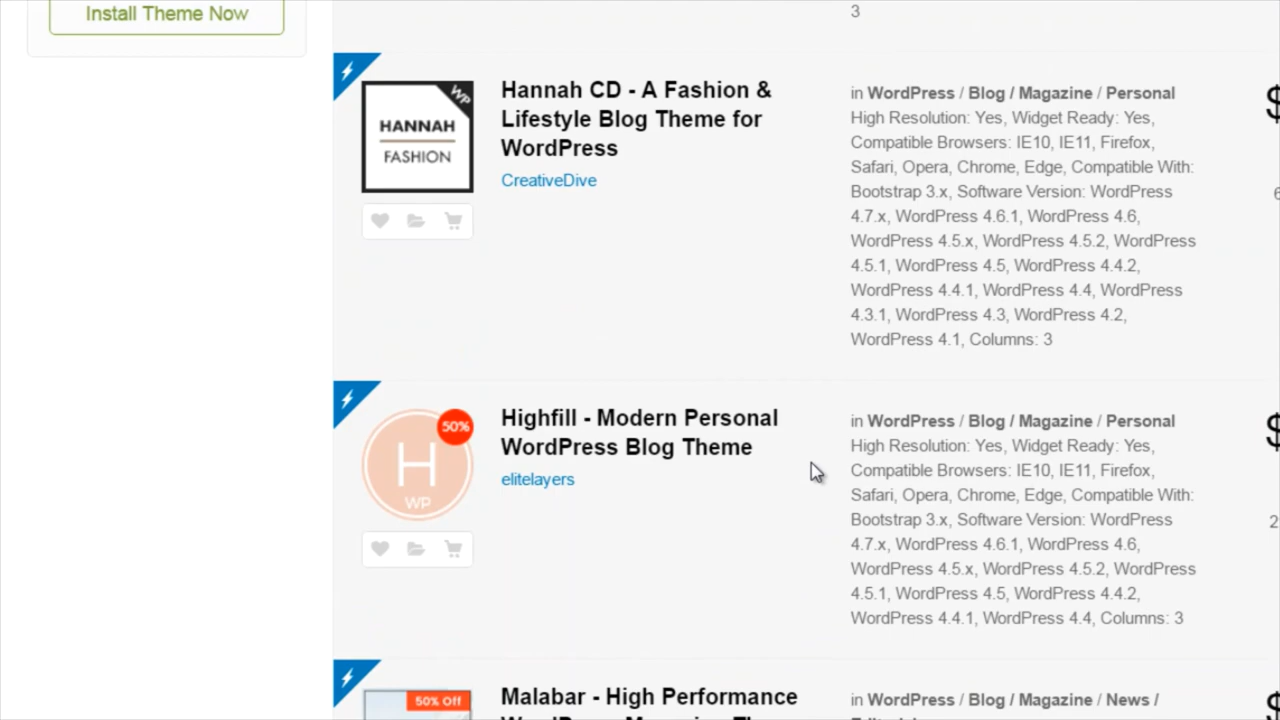 Install Theme Now
3
Hannah CD - A Fashion &
Lifestyle Blog Theme for
WordPress
CreativeDive
WP
HANNAH
FASHION
in WordPress / Blog / Magazine / Personal
High Resolution: Yes, Widget Ready: Yes,
Compatible Browsers: IE10, IE11, Firefox,
Safari, Opera, Chrome, Edge, Compatible With:
Bootstrap 3.x, Software Version: WordPress
4.7.x, WordPress 4.6.1, WordPress 4.6,
WordPress 4.5.x, WordPress 4.5.2, WordPress
4.5.1, WordPress 4.5, WordPress 4.4.2,
WordPress 4.4.1, WordPress 4.4, WordPress
4.3.1, WordPress 4.3, WordPress 4.2,
WordPress 4.1, Columns: 3
$
6
Highfill - Modern Personal
WordPress Blog Theme
elitelayers
50%
H
WP
in WordPress / Blog / Magazine / Personal
High Resolution: Yes, Widget Ready: Yes,
Compatible Browsers: IE10, IE11, Firefox,
Safari, Opera, Chrome, Edge, Compatible With:
Bootstrap 3.x, Software Version: WordPress
4.7.x, WordPress 4.6.1, WordPress 4.6,
WordPress 4.5.x, WordPress 4.5.2, WordPress
4.5.1, WordPress 4.5, WordPress 4.4.2,
WordPress 4.4.1, WordPress 4.4, Columns: 3
$
2
50% Off
Malabar - High Performance
in WordPress / Blog / Magazine / News /
$